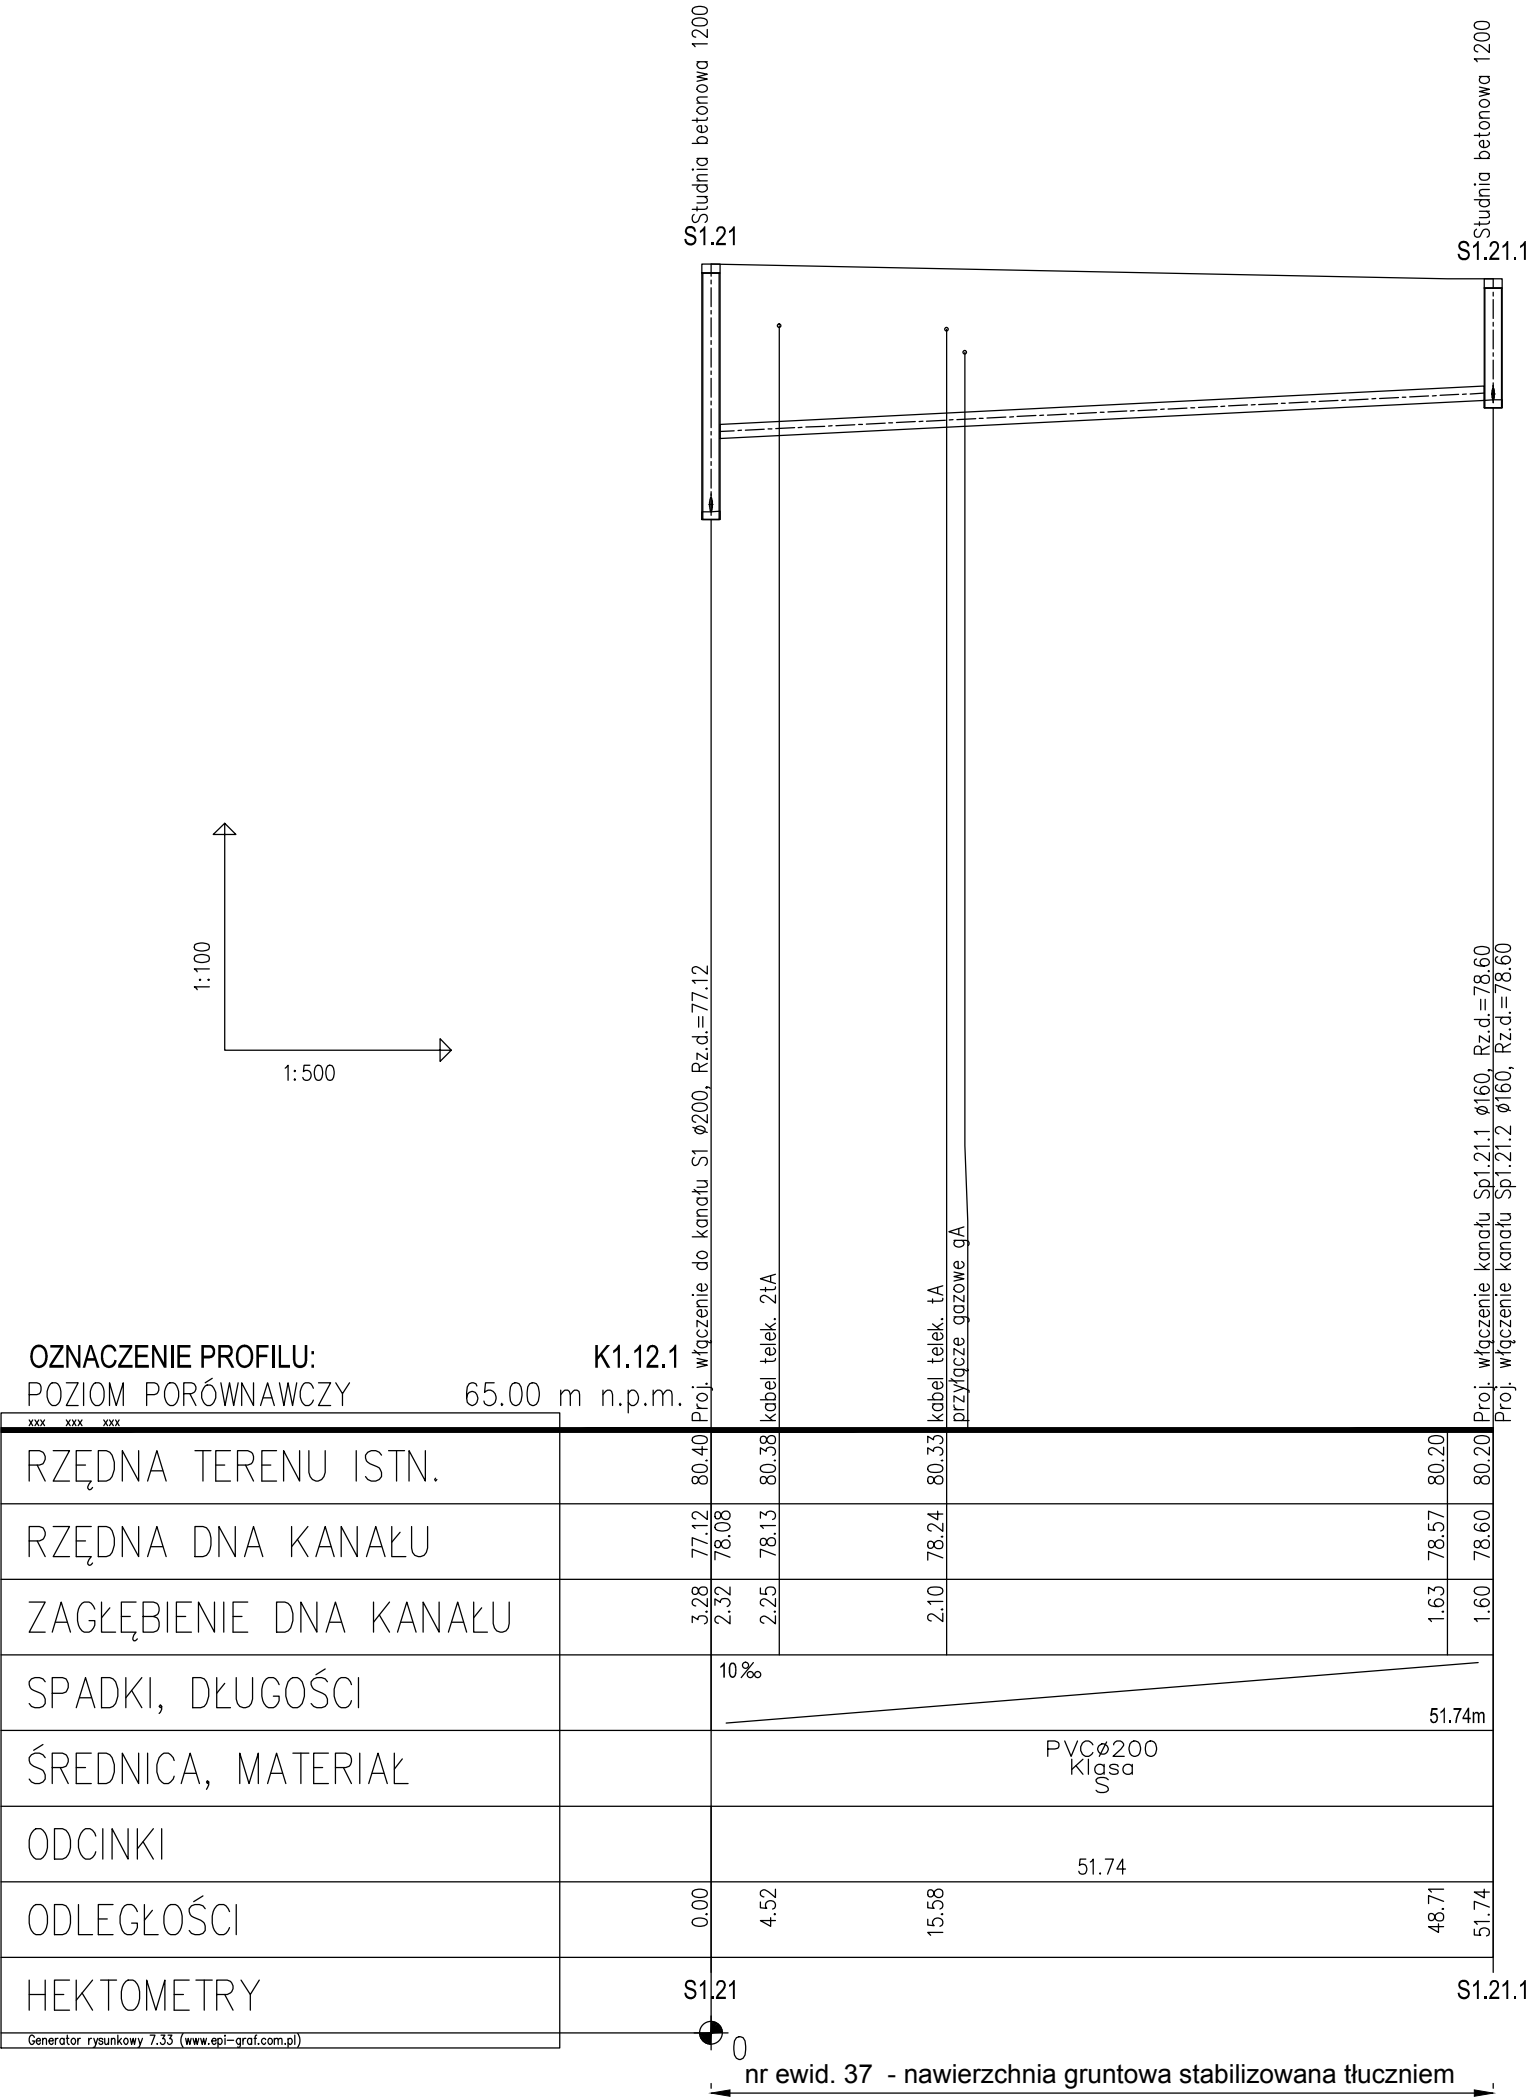 Studnia betonowa 1200
S1.21
Studnia betonowa 1200
S1.21.1
1:100
1:500
Proj. włączenie do kanału S1 ø200, Rz.d.=77.12
kabel telek. 2tA
kabel telek. tA
przyłącze gazowe gA
Proj. włączenie kanału Sp1.21.1 ø160, Rz.d.=78.60
Proj. włączenie kanału Sp1.21.2 ø160, Rz.d.=78.60
OZNACZENIE PROFILU: K1.12.1
POZIOM PORÓWNAWCZY 65.00 m n.p.m.
xxx xxx xxx
RZĘDNA TERENU ISTN. 80.40 80.38 80.33 80.20 80.20
RZĘDNA DNA KANAŁU 77.12 78.08 78.13 78.24 78.57 78.60
ZAGŁĘBIENIE DNA KANAŁU 3.28 2.32 2.25 2.10 1.63 1.60
SPADKI, DŁUGOŚCI 10‰ 51.74m
ŚREDNICA, MATERIAŁ PVCø200
Klasa
S
ODCINKI 51.74
ODLEGŁOŚCI 0.00 4.52 15.58 48.71 51.74
HEKTOMETRY S1.21 S1.21.1
Generator rysunkowy 7.33 (www.epi-graf.com.pl)
0
nr ewid. 37 - nawierzchnia gruntowa stabilizowana tłuczniem